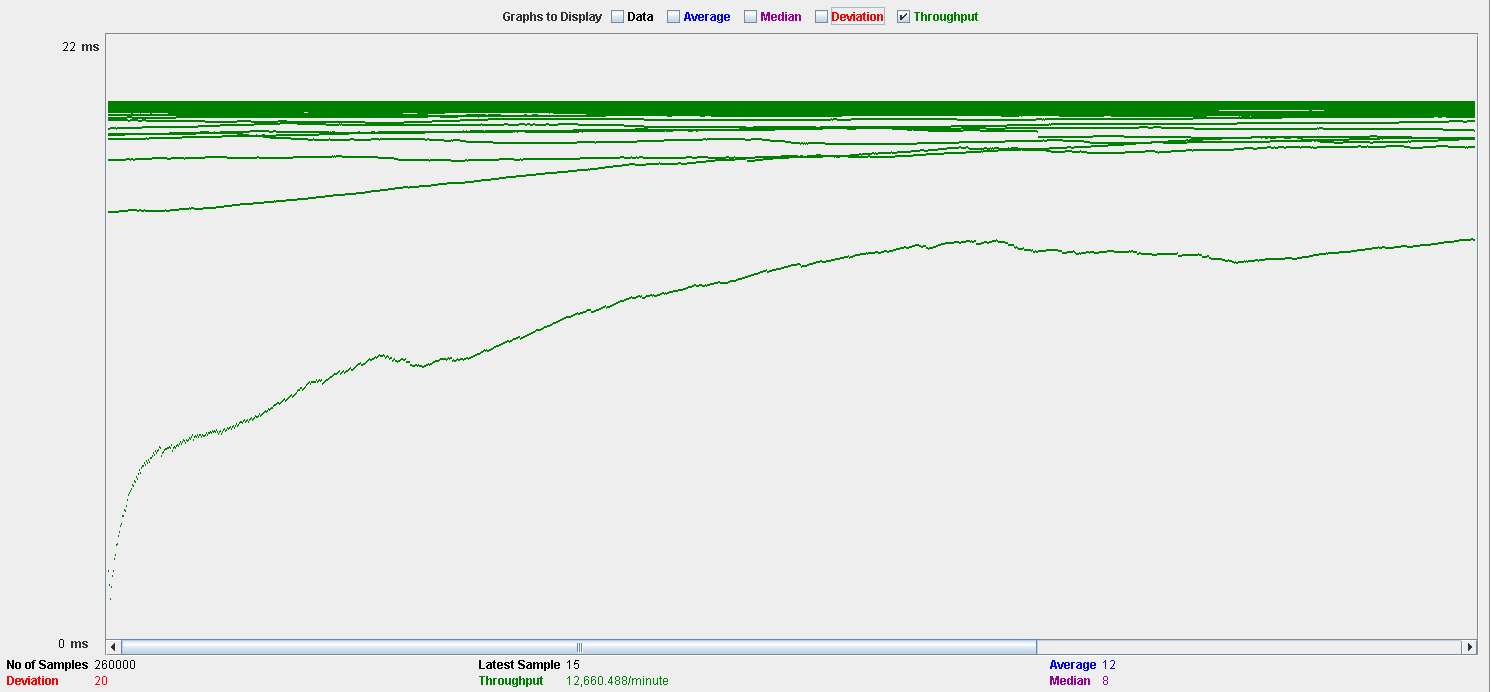 Graphs to Display Data Average Median Deviation Throughput
22 ms
0 ms
No of Samples 260000 Latest Sample 15 Average 12
Deviation 20 Throughput 12,660.488/minute Median 8